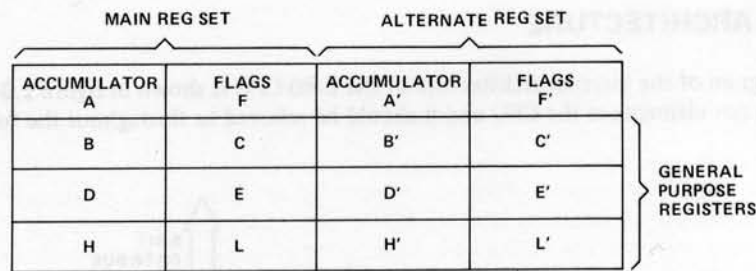 MAIN REG SET
ALTERNATE REG SET
ACCUMULATOR A
FLAGS F
ACCUMULATOR A'
FLAGS F'
B
C
B'
C'
D
E
D'
E'
H
L
H'
L'
GENERAL
PURPOSE
REGISTERS